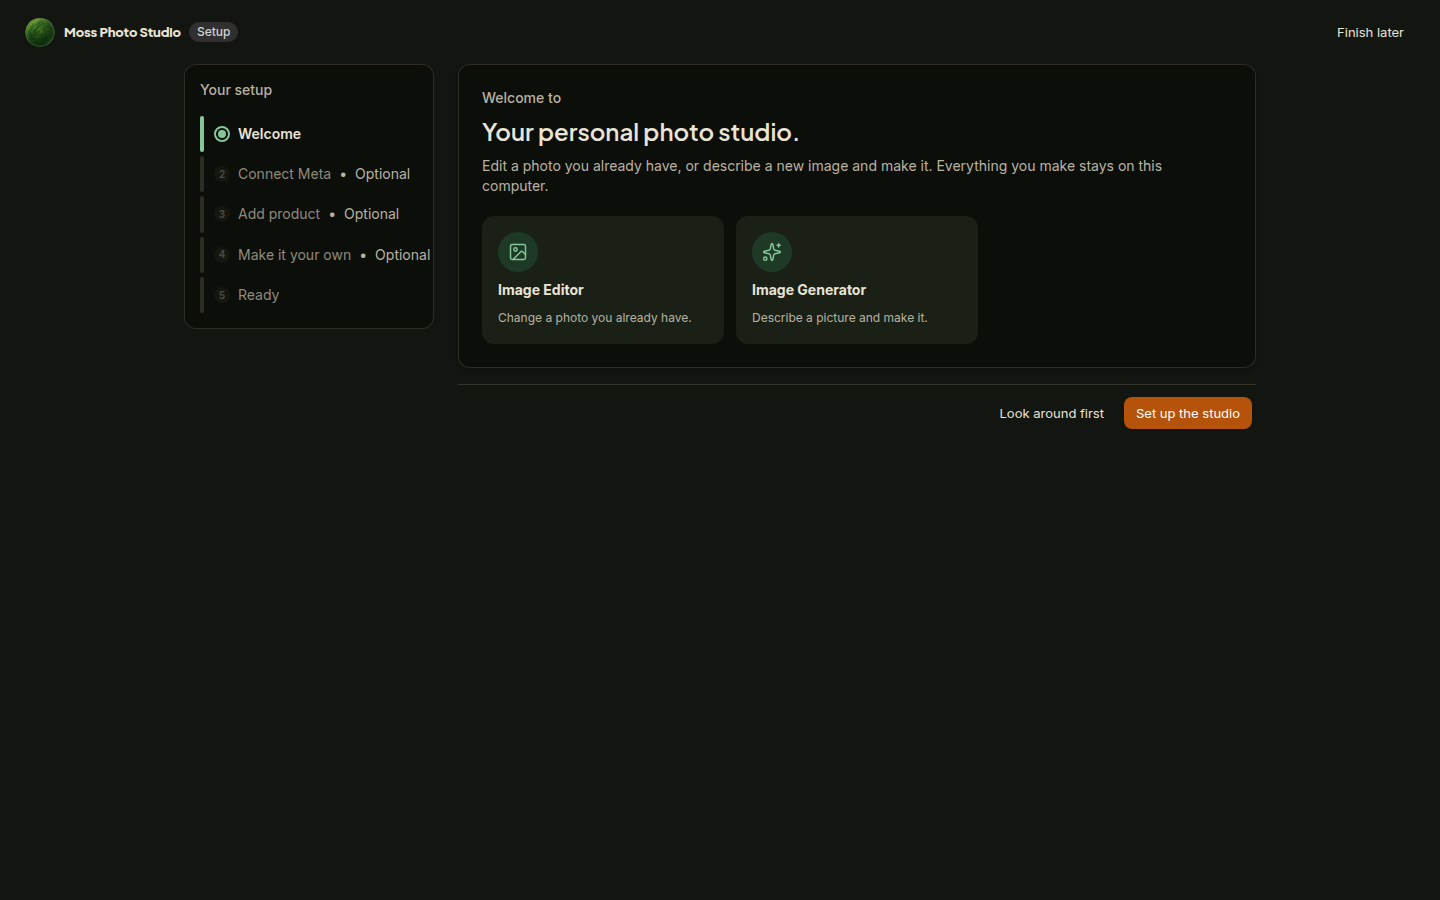 Moss Photo Studio
Setup
Finish later
Your setup
Welcome
2 Connect Meta • Optional
3 Add product • Optional
4 Make it your own • Optional
5 Ready
Welcome to
Your personal photo studio.
Edit a photo you already have, or describe a new image and make it. Everything you make stays on this
computer.
Image Editor
Change a photo you already have.
Image Generator
Describe a picture and make it.
Look around first
Set up the studio